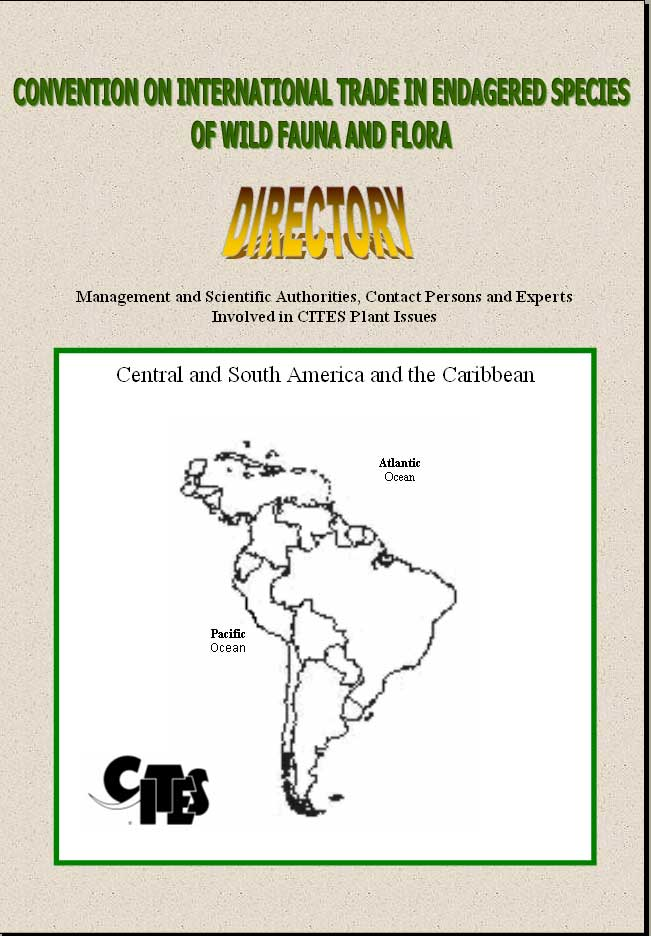 CONVENTION ON INTERNATIONAL TRADE IN ENDAGERED SPECIES
OF WILD FAUNA AND FLORA
DIRECTORY
Management and Scientific Authorities, Contact Persons and Experts
Involved in CITES Plant Issues
Central and South America and the Caribbean
Atlantic
Ocean
Pacific
Ocean
CITES